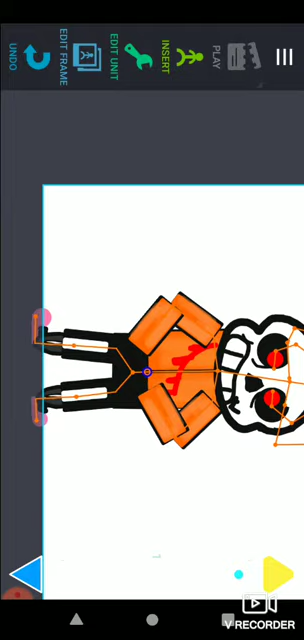 PLAY
INSERT
EDIT UNIT
EDIT FRAME
UNDO
V.RECORDER